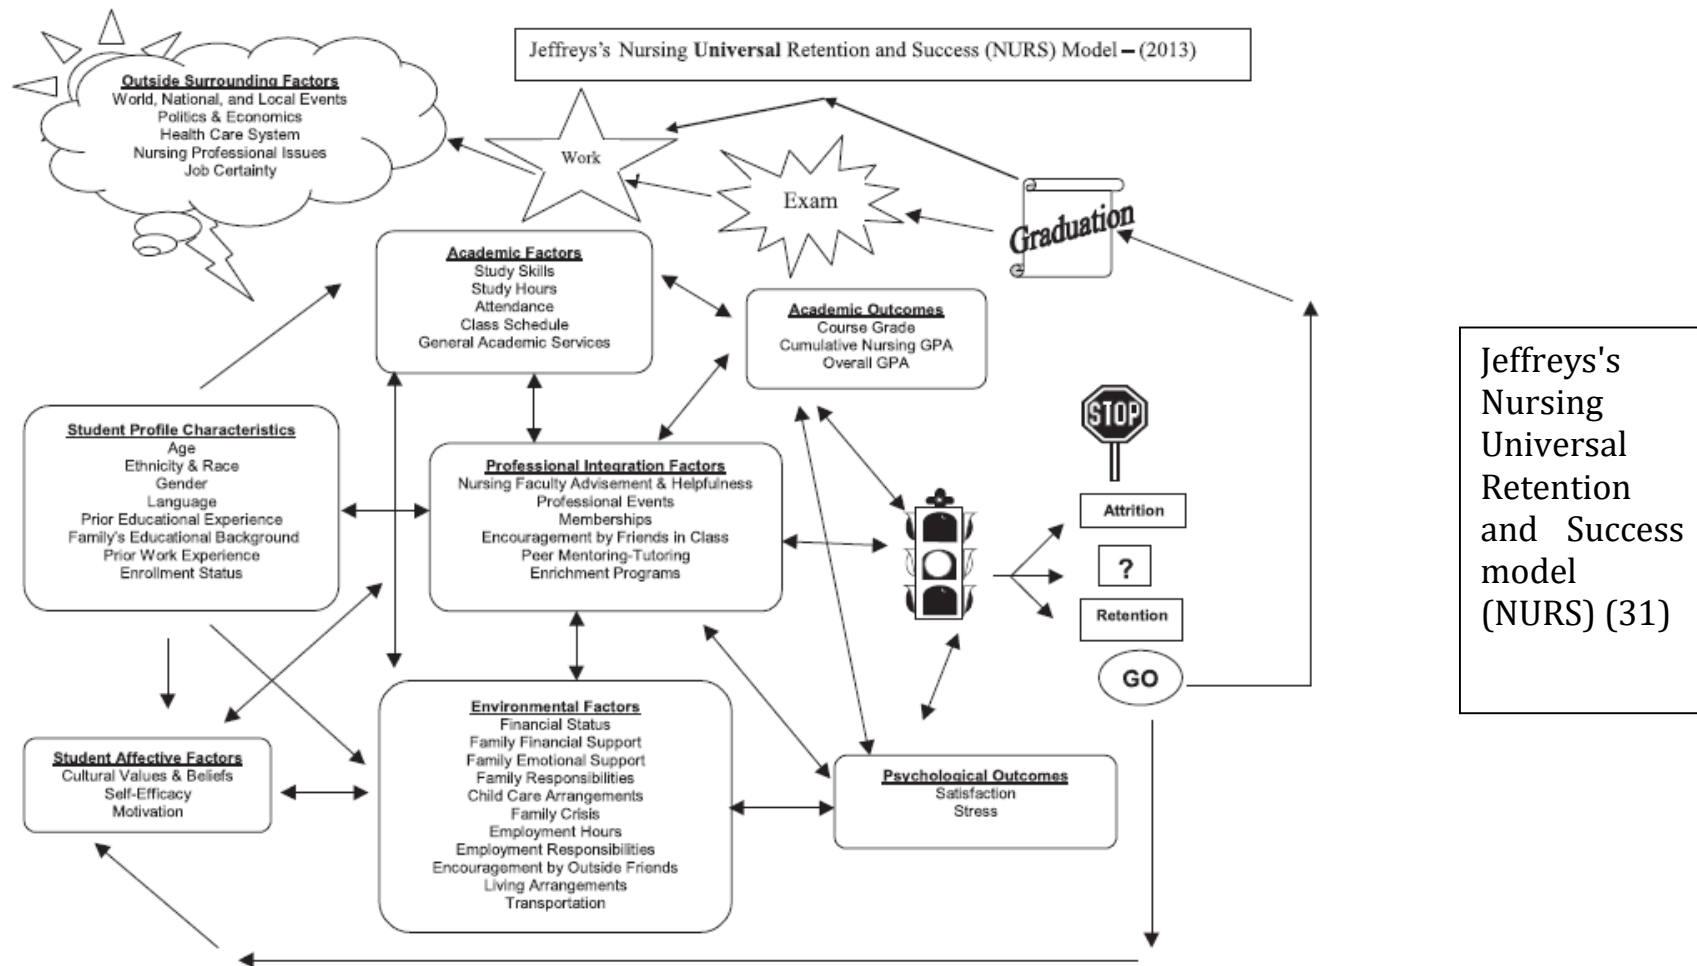 Jeffreys's Nursing Universal Retention and Success (NURS) Model – (2013)
Outside Surrounding Factors
World, National, and Local Events
Politics & Economics
Health Care System
Nursing Professional Issues
Job Certainty
Work
Exam
Graduation
Academic Factors
Study Skills
Study Hours
Attendance
Class Schedule
General Academic Services
Academic Outcomes
Course Grade
Cumulative Nursing GPA
Overall GPA
Student Profile Characteristics
Age
Ethnicity & Race
Gender
Language
Prior Educational Experience
Family's Educational Background
Prior Work Experience
Enrollment Status
Professional Integration Factors
Nursing Faculty Advisement & Helpfulness
Professional Events
Memberships
Encouragement by Friends in Class
Peer Mentoring-Tutoring
Enrichment Programs
STOP
Attrition
?
Retention
GO
Student Affective Factors
Cultural Values & Beliefs
Self-Efficacy
Motivation
Environmental Factors
Financial Status
Family Financial Support
Family Emotional Support
Family Responsibilities
Child Care Arrangements
Family Crisis
Employment Hours
Employment Responsibilities
Encouragement by Outside Friends
Living Arrangements
Transportation
Psychological Outcomes
Satisfaction
Stress
Jeffreys's
Nursing
Universal
Retention
and Success
model
(NURS) (31)